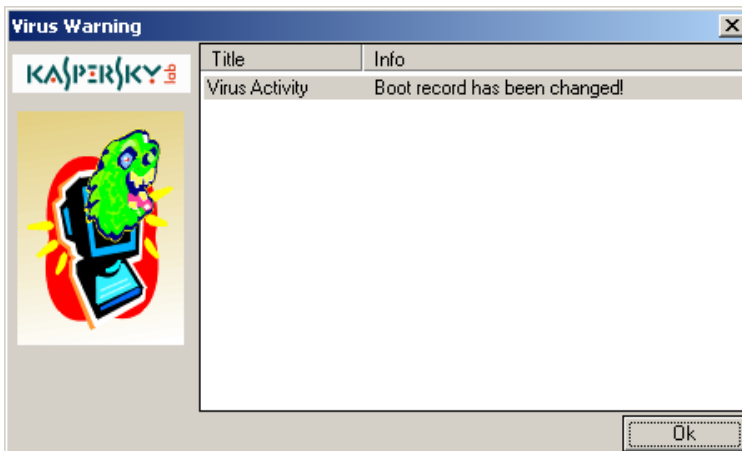 Virus Warning
KASPERSKY lab
Title Info
Virus Activity Boot record has been changed!
Ok